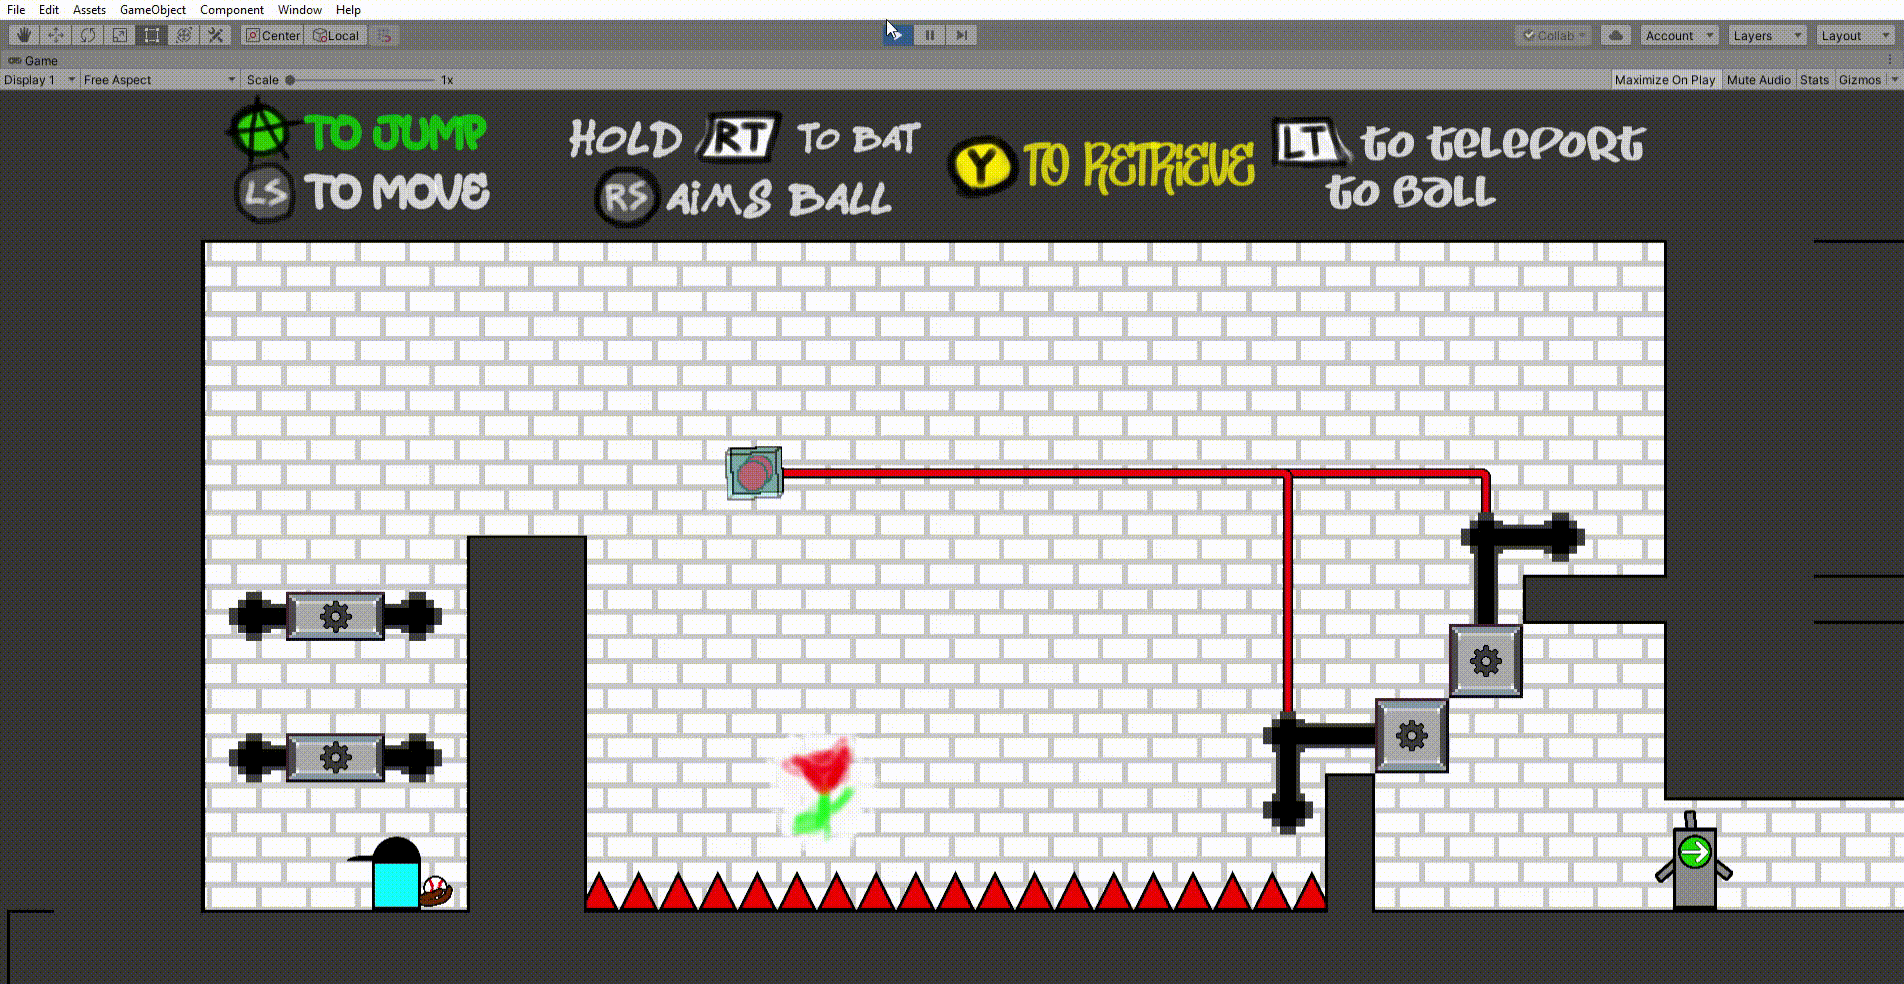 File Edit Assets GameObject Component Window Help
Center Local Collab Account Layers Layout
Game
Display 1 Free Aspect Scale 1x Maximize On Play Mute Audio Stats Gizmos
A TO JUMP
LS TO MOVE
HOLD RT TO BAT
RS AiMS BALL
Y TO RETRIEVE
LT to teleport
to ball